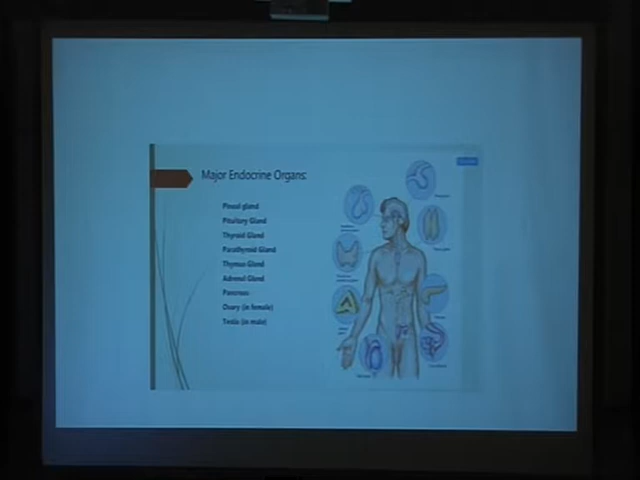 Major Endocrine Organs:
Pineal gland
Pituitary Gland
Thyroid Gland
Parathyroid Gland
Thymus Gland
Adrenal Gland
Pancreas
Ovary (in female)
Testis (in male)